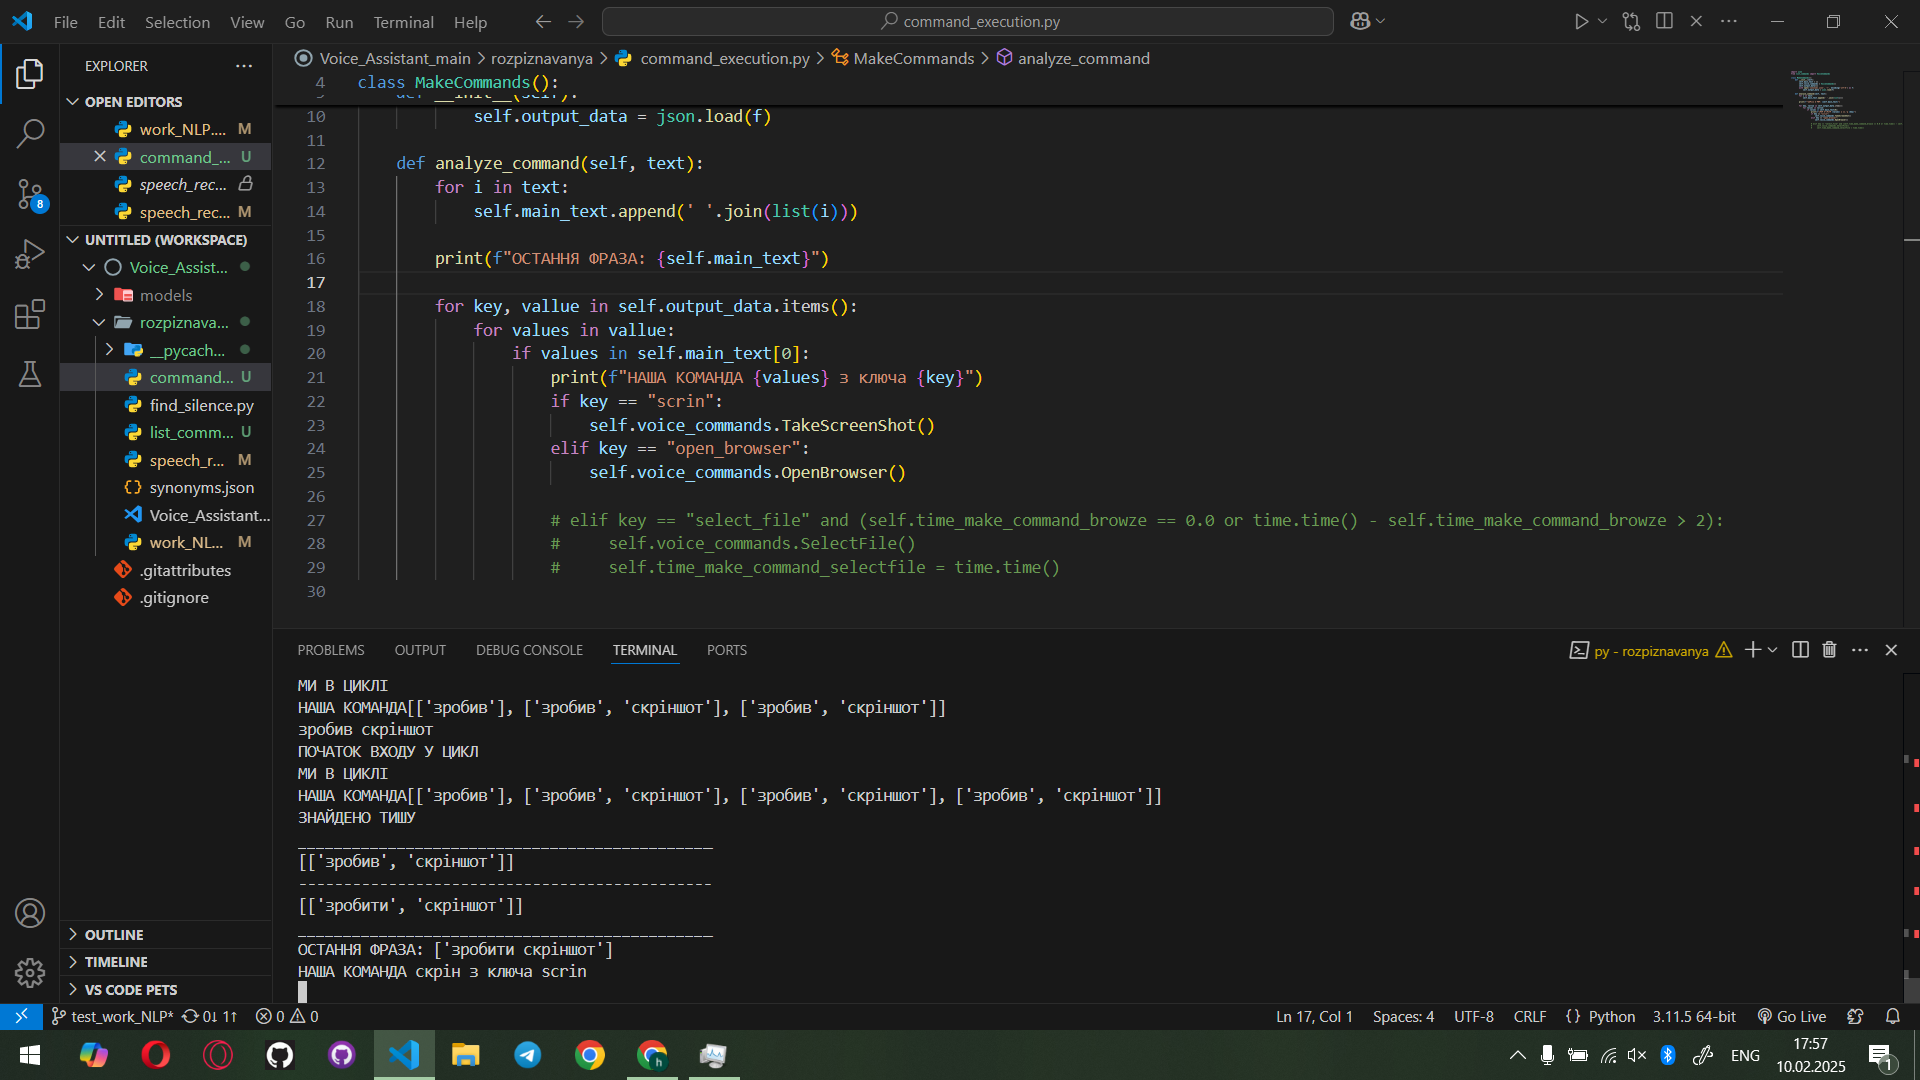 File Edit Selection View Go Run Terminal Help
command_execution.py
EXPLORER
OPEN EDITORS
work_NLP.... M
command_... U
speech_rec...
speech_rec... M
UNTITLED (WORKSPACE)
Voice_Assist...
models
rozpiznava...
__pycach...
command... U
find_silence.py
list_comm... U
speech_r... M
synonyms.json
Voice_Assistant...
work_NL... M
.gitattributes
.gitignore
OUTLINE
TIMELINE
VS CODE PETS
8
Voice_Assistant_main > rozpiznavanya > command_execution.py > MakeCommands > analyze_command
4 class MakeCommands():
def __init__(self):
10 self.output_data = json.load(f)
11
12 def analyze_command(self, text):
13 for i in text:
14 self.main_text.append(' '.join(list(i)))
15
16 print(f"ОСТАННЯ ФРАЗА: {self.main_text}")
17
18 for key, vallue in self.output_data.items():
19 for values in vallue:
20 if values in self.main_text[0]:
21 print(f"НАША КОМАНДА {values} з ключа {key}")
22 if key == "scrin":
23 self.voice_commands.TakeScreenShot()
24 elif key == "open_browser":
25 self.voice_commands.OpenBrowser()
26
27 # elif key == "select_file" and (self.time_make_command_browze == 0.0 or time.time() - self.time_make_command_browze > 2):
28 # self.voice_commands.SelectFile()
29 # self.time_make_command_selectfile = time.time()
30
PROBLEMS OUTPUT DEBUG CONSOLE TERMINAL PORTS
py - rozpiznavanya
МИ В ЦИКЛІ
НАША КОМАНДА[['зробив'], ['зробив', 'скріншот'], ['зробив', 'скріншот']]
зробив скріншот
ПОЧАТОК ВХОДУ У ЦИКЛ
МИ В ЦИКЛІ
НАША КОМАНДА[['зробив'], ['зробив', 'скріншот'], ['зробив', 'скріншот'], ['зробив', 'скріншот']]
ЗНАЙДЕНО ТИШУ
______________________________________________
[['зробив', 'скріншот']]
----------------------------------------------
[['зробити', 'скріншот']]
______________________________________________
ОСТАННЯ ФРАЗА: ['зробити скріншот']
НАША КОМАНДА скрін з ключа scrin
test_work_NLP* 0↓ 1↑ 0 0
Ln 17, Col 1 Spaces: 4 UTF-8 CRLF {} Python 3.11.5 64-bit Go Live
ENG
17:57
10.02.2025
1